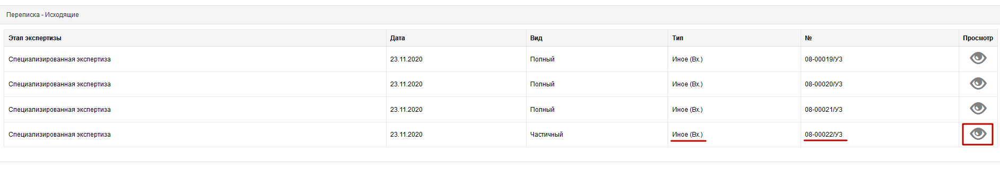 Переписка - Исходящие
Этап экспертизы Дата Вид Тип № Просмотр
Специализированная экспертиза 23.11.2020 Полный Иное (Вх.) 08-00019/УЗ
Специализированная экспертиза 23.11.2020 Полный Иное (Вх.) 08-00020/УЗ
Специализированная экспертиза 23.11.2020 Полный Иное (Вх.) 08-00021/УЗ
Специализированная экспертиза 23.11.2020 Частичный Иное (Вх.) 08-00022/УЗ